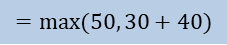 = max(50, 30 + 40)